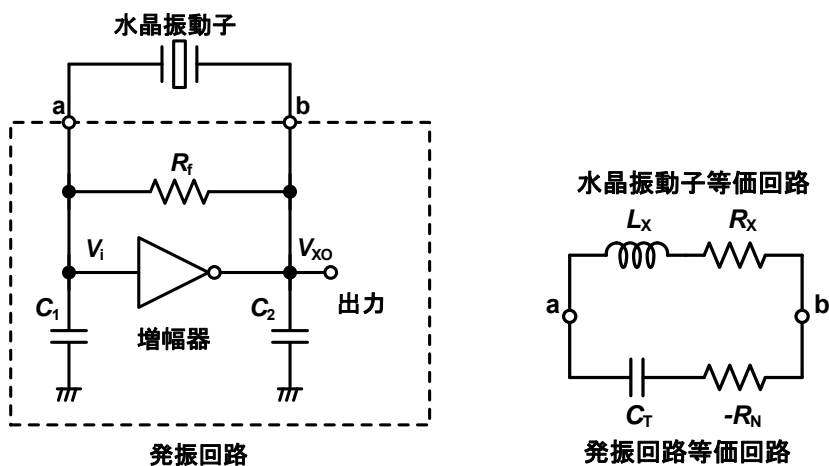 水晶振動子
a
b
Rf
Vi
VXO
C1
C2
出力
増幅器
発振回路
水晶振動子等価回路
LX
RX
a
b
CT
-RN
発振回路等価回路